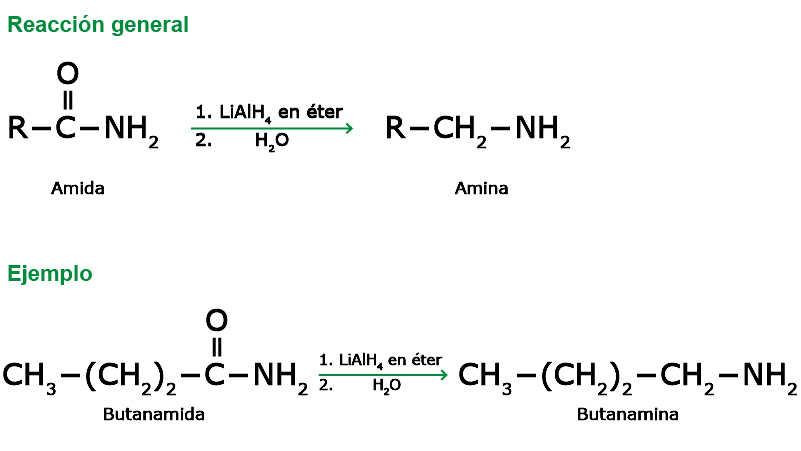 Reacción general
O
||
R–C–NH₂ 1. LiAlH₄ en éter R–CH₂–NH₂
2. H₂O
Amida Amina
Ejemplo
O
||
CH₃–(CH₂)₂–C–NH₂ 1. LiAlH₄ en éter CH₃–(CH₂)₂–CH₂–NH₂
2. H₂O
Butanamida Butanamina